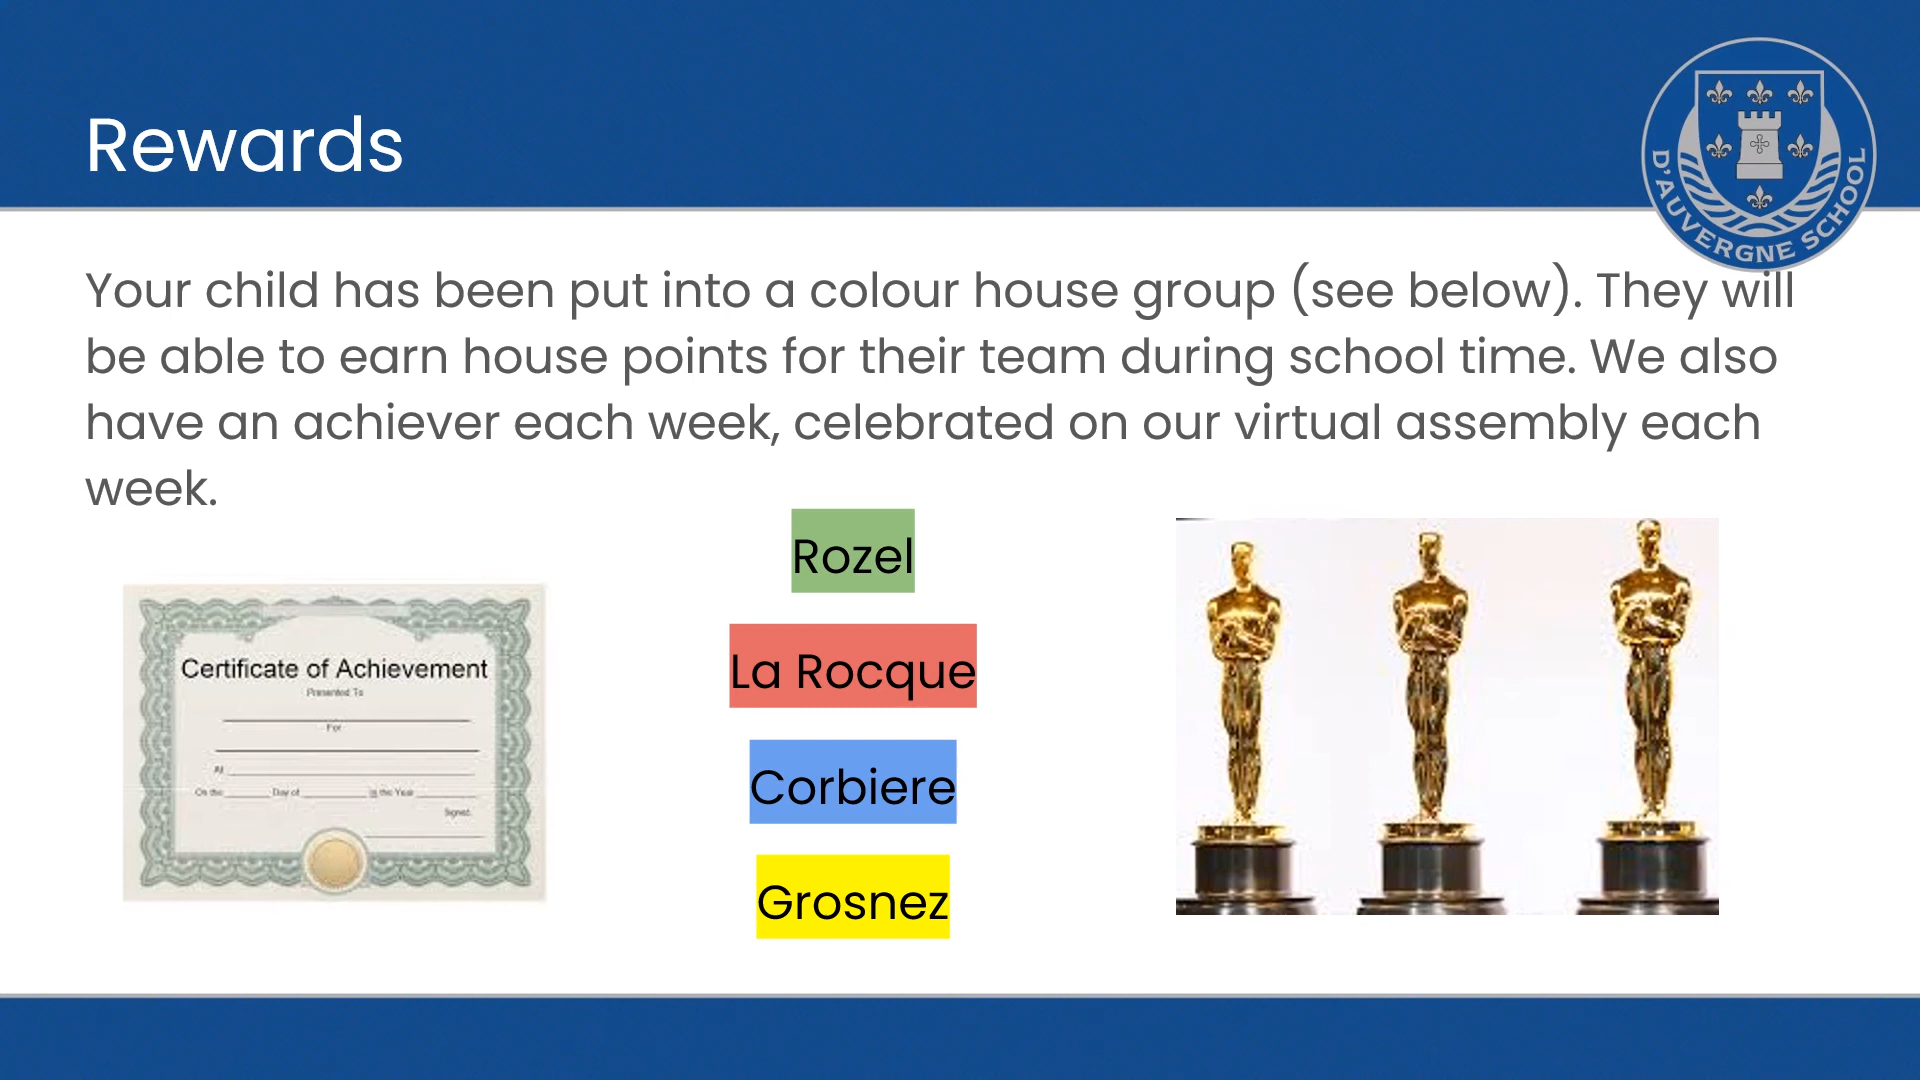 Rewards
D'AUVERGNE SCHOOL
Your child has been put into a colour house group (see below). They will
be able to earn house points for their team during school time. We also
have an achiever each week, celebrated on our virtual assembly each
week.
Rozel
La Rocque
Corbiere
Grosnez
Certificate of Achievement
Presented To
For
At
On the Day of in the Year
Signed,